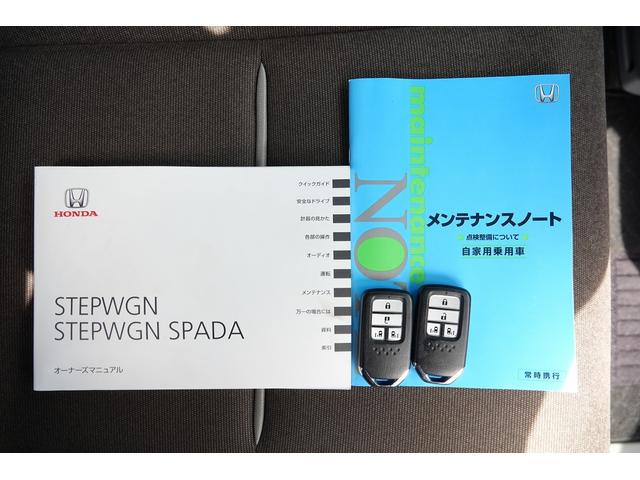 HONDA
STEPWGN
STEPWGN SPADA
オーナーズマニュアル
クイックガイド
安全なドライブ
計器の見かた
各部の操作
オーディオ
運転
メンテナンス
万一の場合には
資料
索引
maintenance
メンテナンスノート
点検整備について
自家用乗用車
常時携行